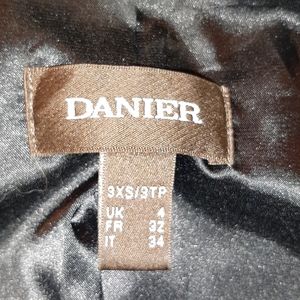 DANIER
3XS/3TP
UK 4
FR 32
IT 34